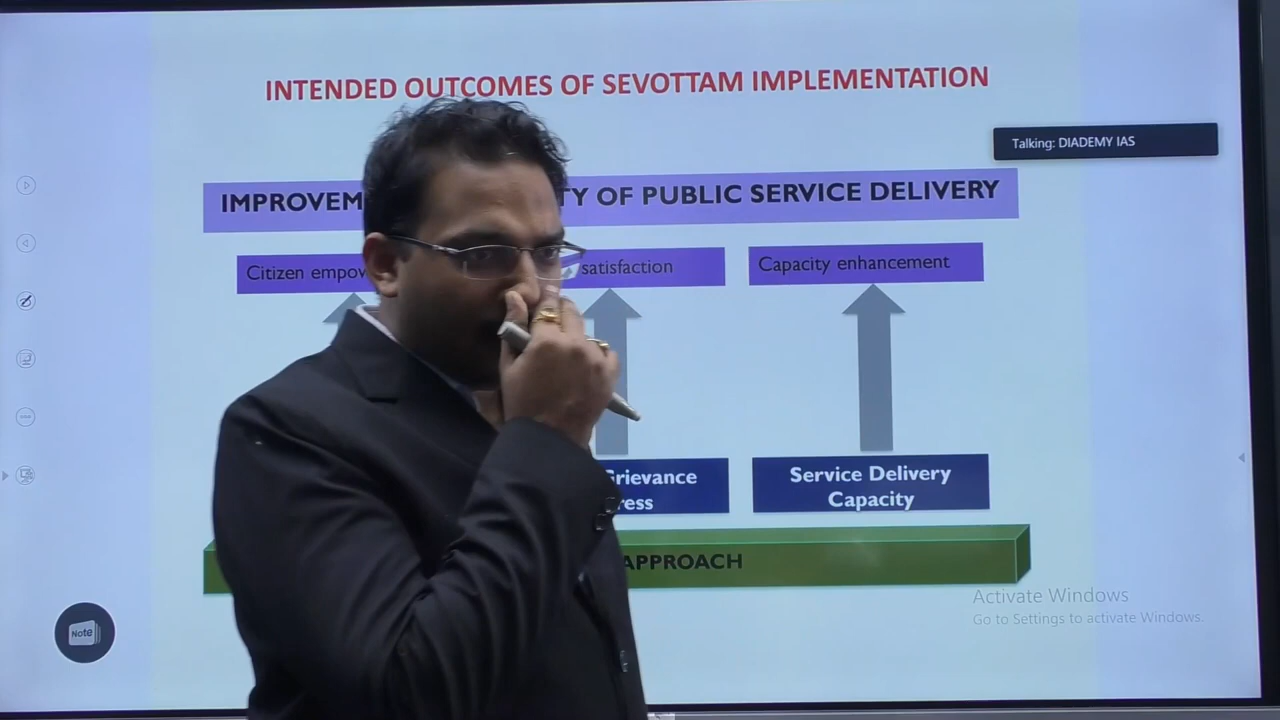 INTENDED OUTCOMES OF SEVOTTAM IMPLEMENTATION
Talking: DIADEMY IAS
IMPROVEM TY OF PUBLIC SERVICE DELIVERY
Citizen empov satisfaction Capacity enhancement
Grievance
ress
Service Delivery
Capacity
APPROACH
Activate Windows
Go to Settings to activate Windows.
Note